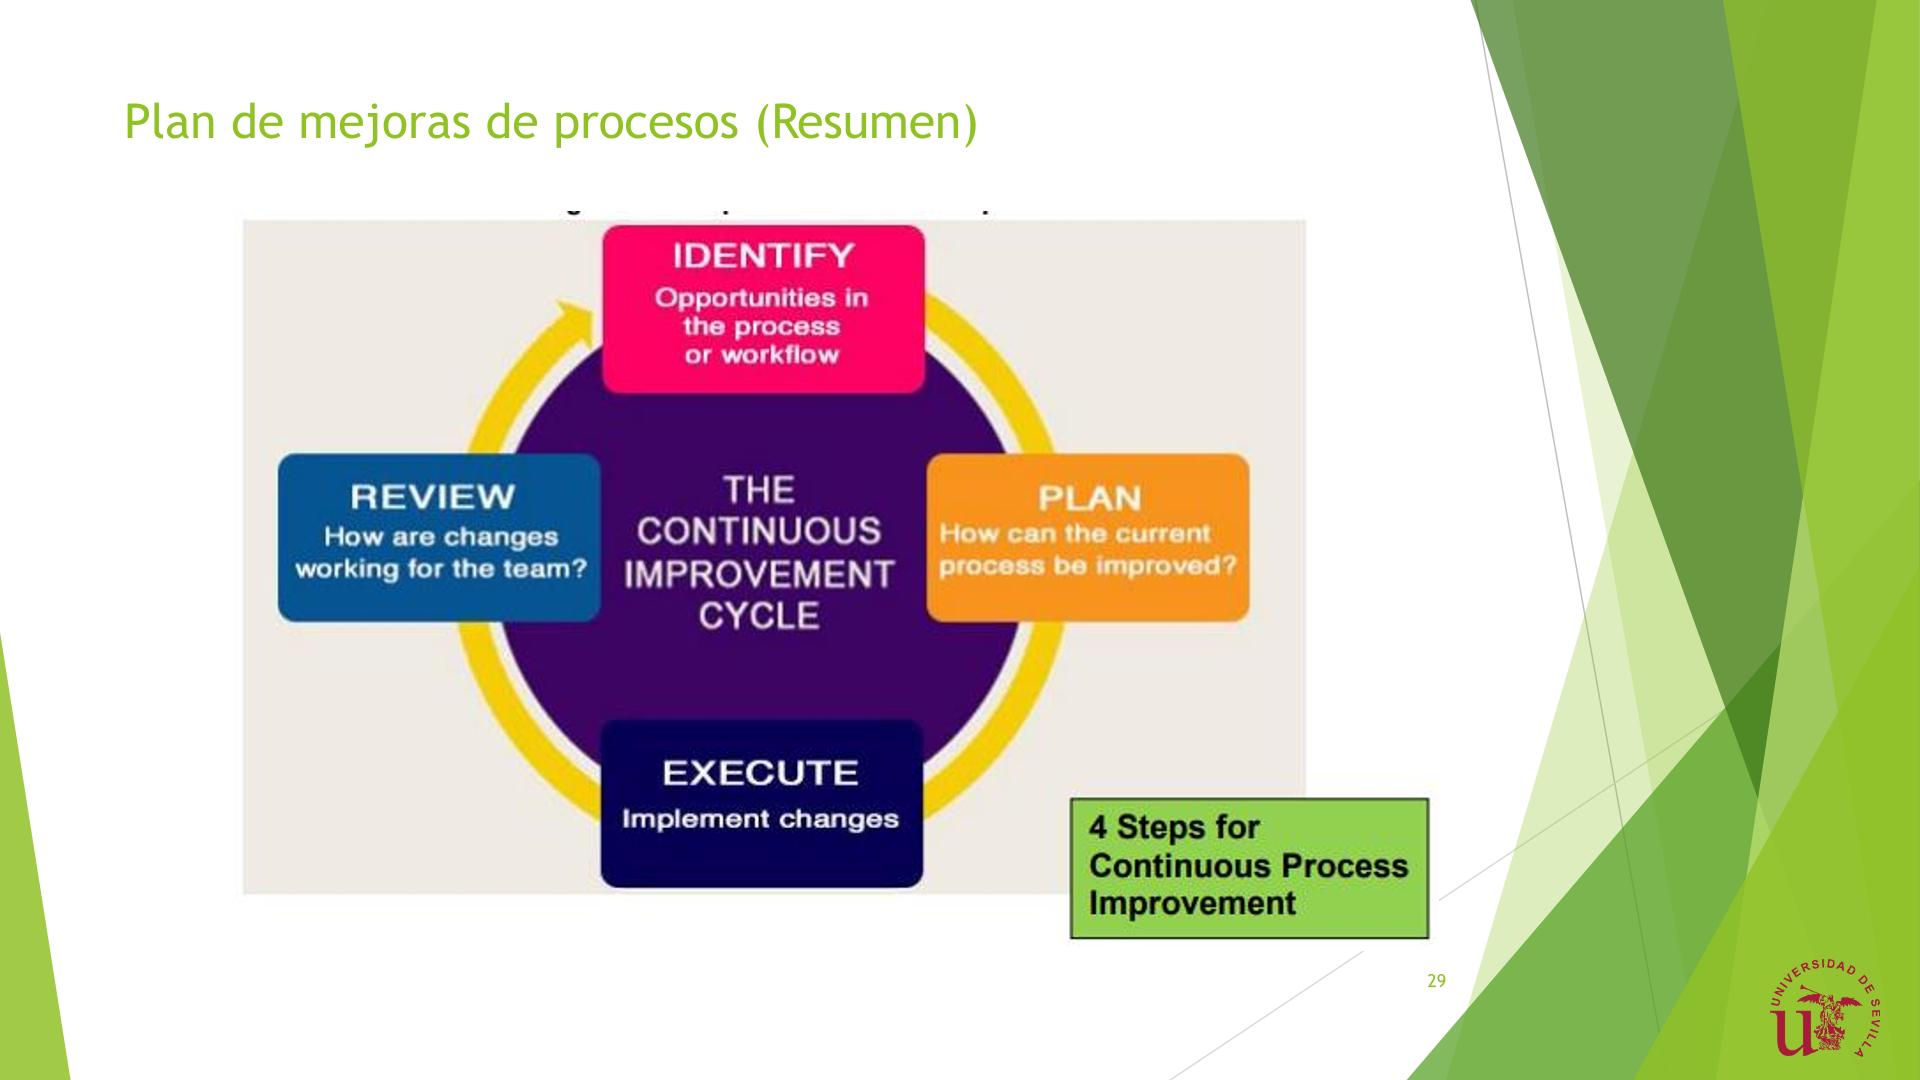 Plan de mejoras de procesos (Resumen)
IDENTIFY
Opportunities in
the process
or workflow
REVIEW
How are changes
working for the team?
THE
CONTINUOUS
IMPROVEMENT
CYCLE
PLAN
How can the current
process be improved?
EXECUTE
Implement changes
4 Steps for
Continuous Process
Improvement
29
UNIVERSIDAD DE SEVILLA